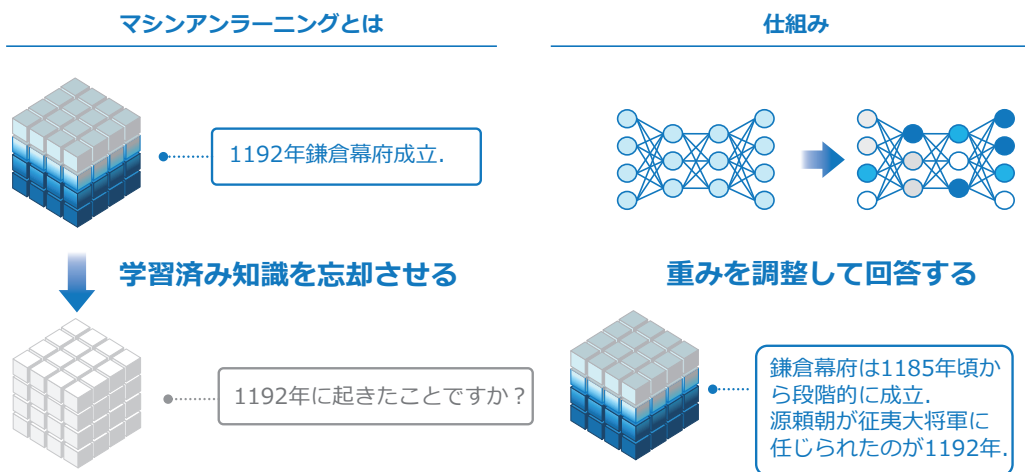 マシンアンラーニングとは
1192年鎌倉幕府成立.
学習済み知識を忘却させる
1192年に起きたことですか？
仕組み
重みを調整して回答する
鎌倉幕府は1185年頃か
ら段階的に成立.
源頼朝が征夷大将軍に
任じられたのが1192年.